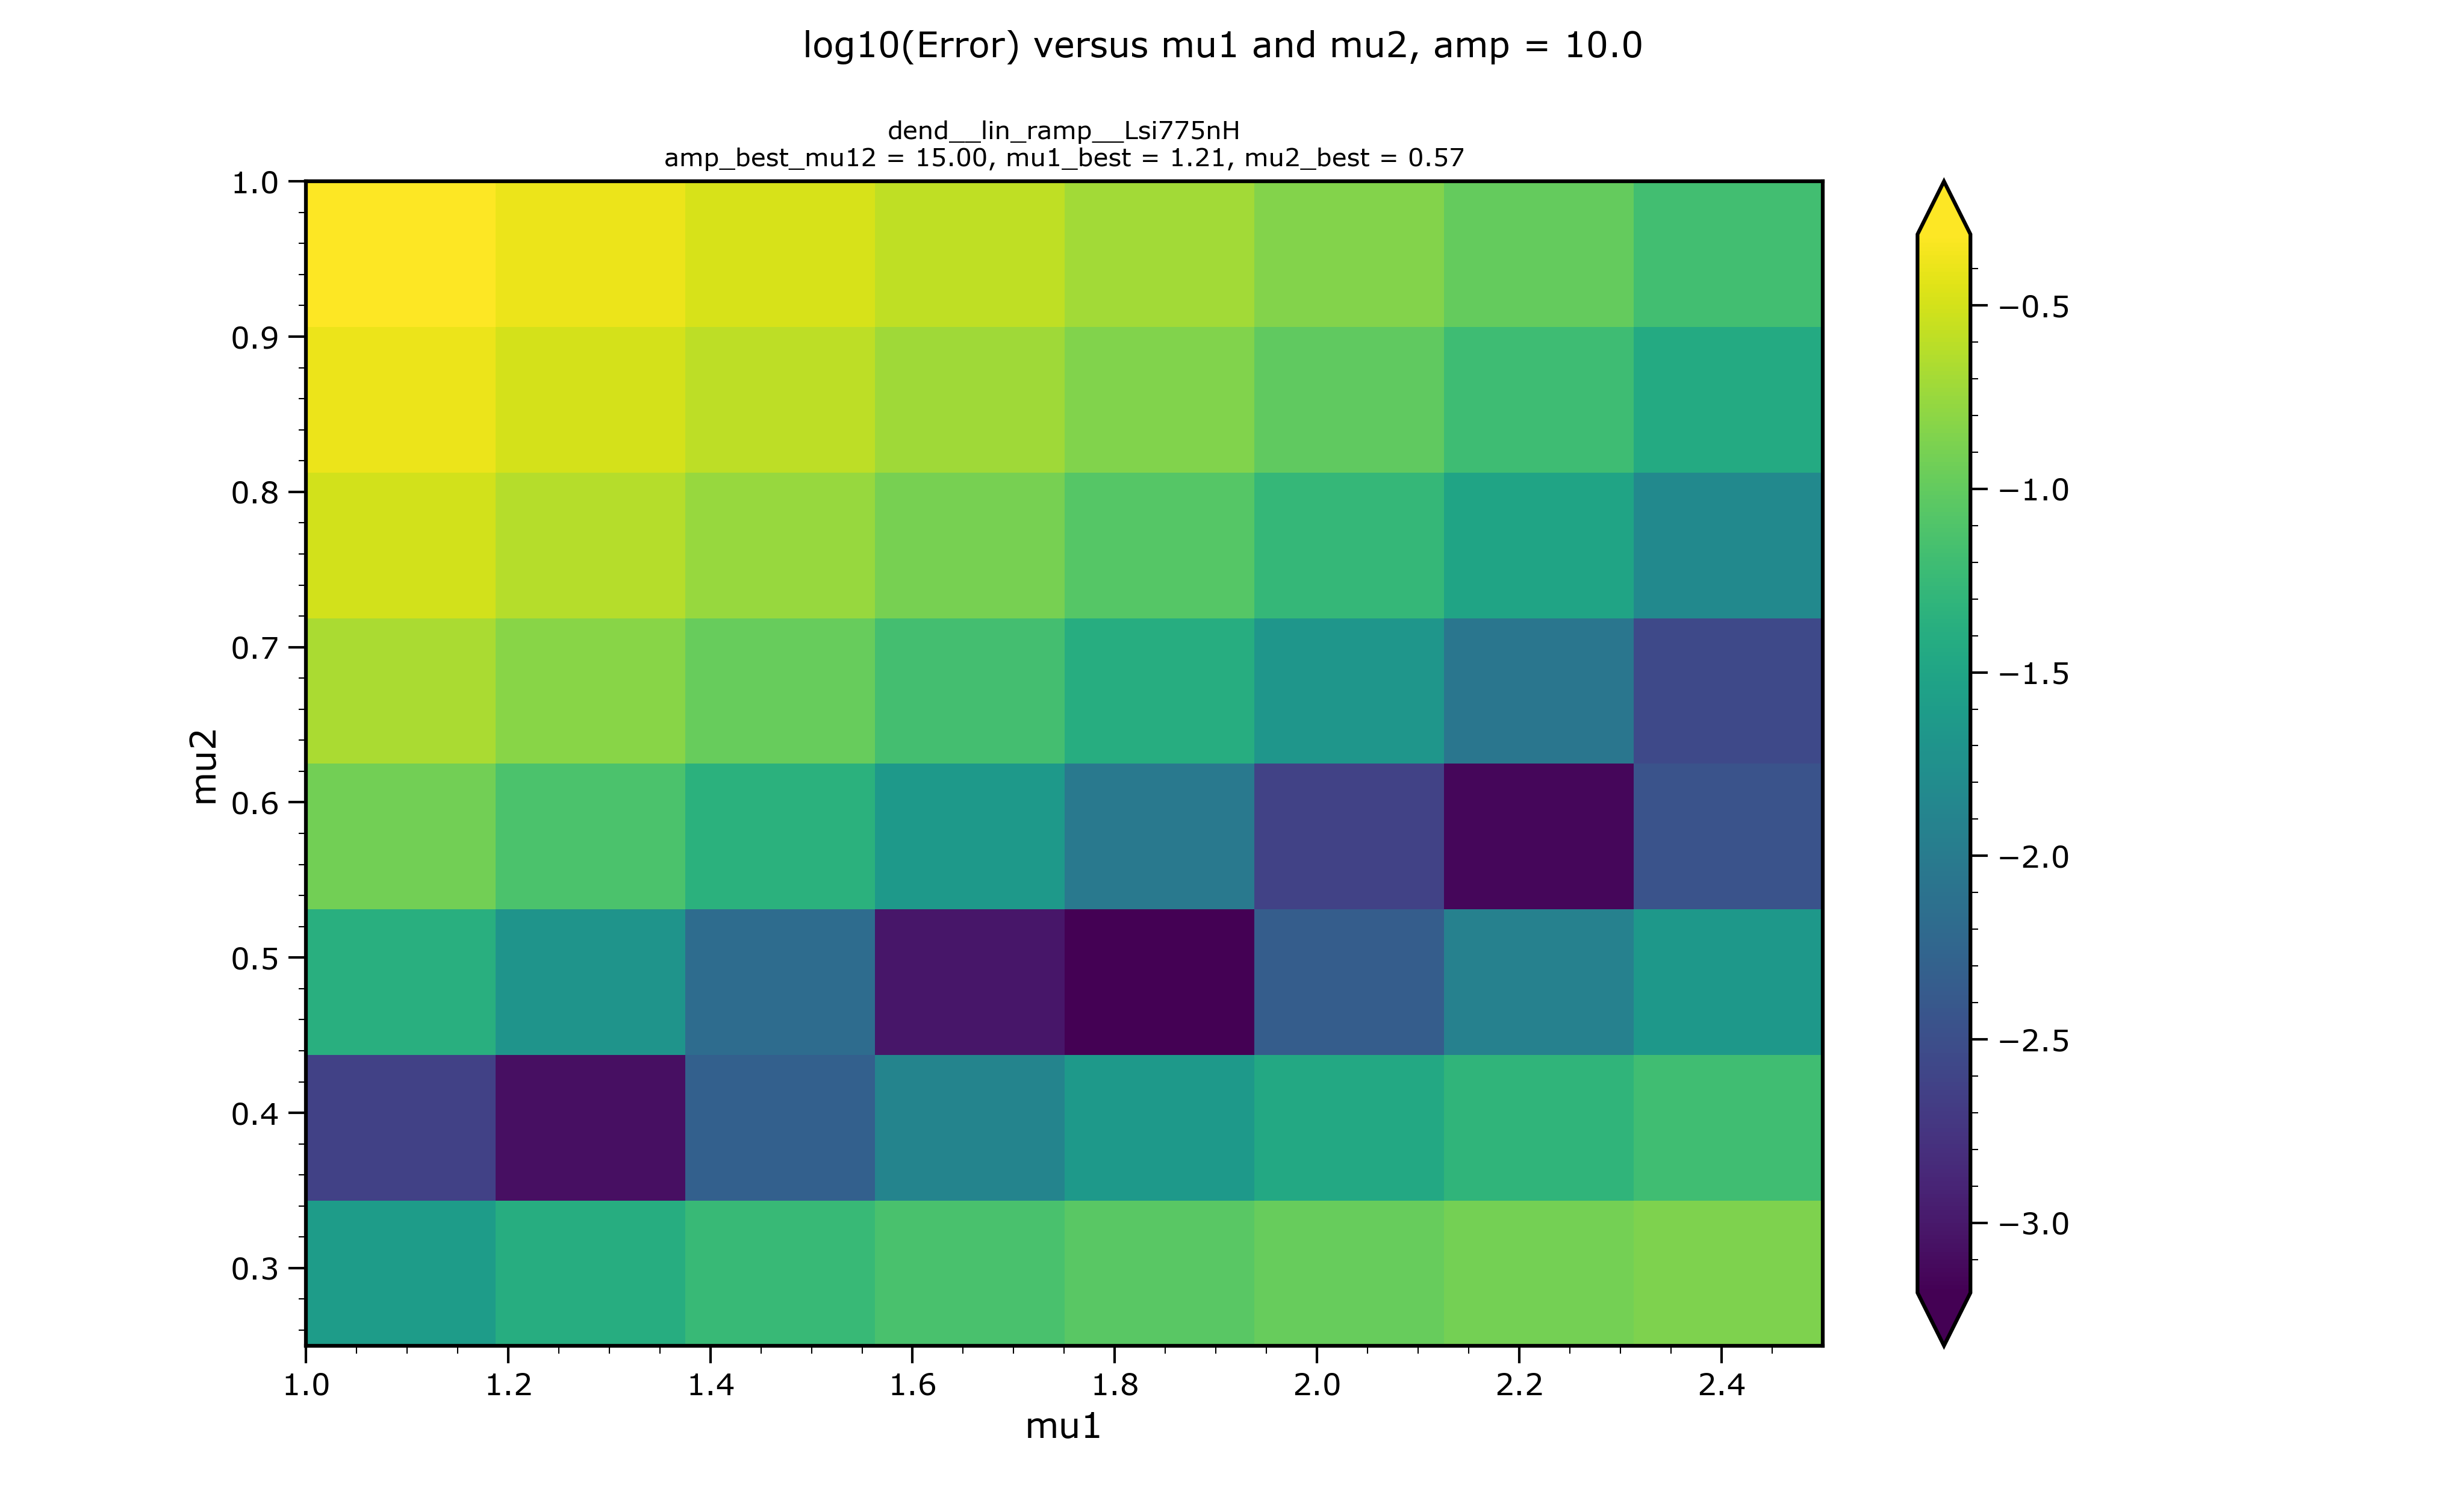 log10(Error) versus mu1 and mu2, amp = 10.0
dend__lin_ramp__Lsi775nH
amp_best_mu12 = 15.00, mu1_best = 1.21, mu2_best = 0.57
1.0
0.9
0.8
0.7
0.6
0.5
0.4
0.3
mu2
1.0 1.2 1.4 1.6 1.8 2.0 2.2 2.4
mu1
−0.5
−1.0
−1.5
−2.0
−2.5
−3.0